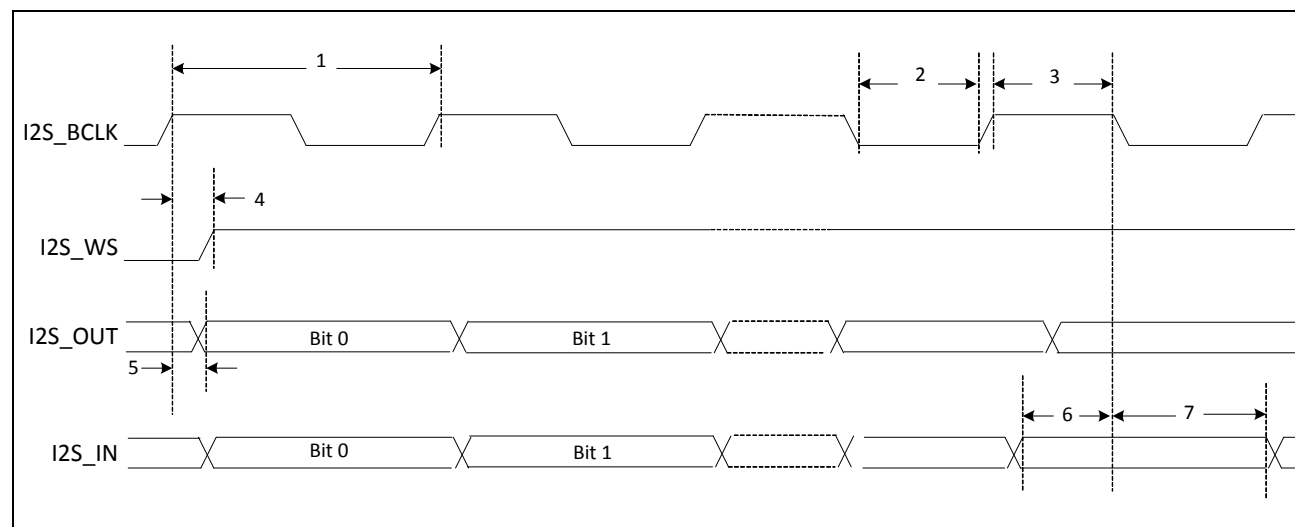 1
2
3
I2S_BCLK
4
I2S_WS
I2S_OUT
Bit 0
Bit 1
5
6
7
I2S_IN
Bit 0
Bit 1